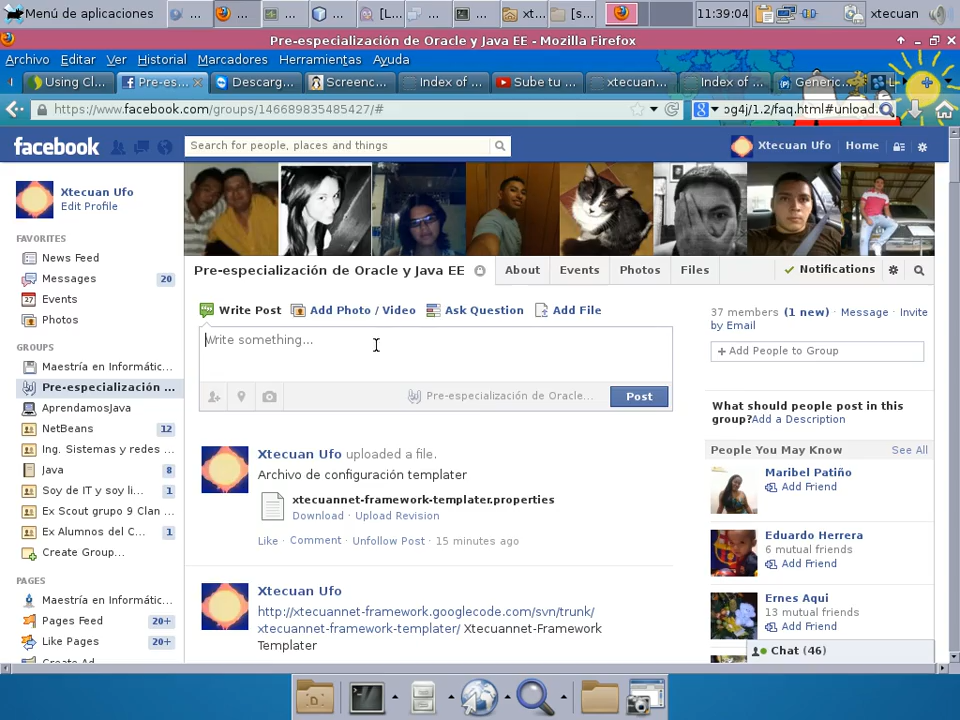 Menú de aplicaciones ... ... ... ... [L... ... ... xt... [s... 11:39:04 xtecuan
Pre-especialización de Oracle y Java EE - Mozilla Firefox
Archivo Editar Ver Historial Marcadores Herramientas Ayuda
Using Cl... Pre-es... Descarg... Screenc... Index of ... Sube tu ... xtecuan... Index of ... Generic...
https://www.facebook.com/groups/146689835485427/# og4j/1.2/faq.html#unload.
facebook Search for people, places and things Xtecuan Ufo Home
Xtecuan Ufo
Edit Profile
FAVORITES
News Feed
Messages 20
Events
Photos
GROUPS
Maestría en Informátic...
Pre-especialización ...
AprendamosJava
NetBeans 12
Ing. Sistemas y redes ...
Java 8
Soy de IT y soy li... 1
Ex Scout grupo 9 Clan ...
Ex Alumnos del C... 1
Create Group...
PAGES
Maestría en Informátic...
Pages Feed 20+
Like Pages 20+
Create Ad
Pre-especialización de Oracle y Java EE About Events Photos Files Notifications
Write Post Add Photo / Video Ask Question Add File
Write something...
Pre-especialización de Oracle... Post
Xtecuan Ufo uploaded a file.
Archivo de configuración templater
xtecuannet-framework-templater.properties
Download · Upload Revision
Like · Comment · Unfollow Post · 15 minutes ago
Xtecuan Ufo
http://xtecuannet-framework.googlecode.com/svn/trunk/
xtecuannet-framework-templater/ Xtecuannet-Framework
Templater
37 members (1 new) · Message · Invite
by Email
+ Add People to Group
What should people post in this
group? Add a Description
People You May Know See All
Maribel Patiño
Add Friend
Eduardo Herrera
6 mutual friends
Add Friend
Ernes Aqui
13 mutual friends
Add Friend
Chat (46)